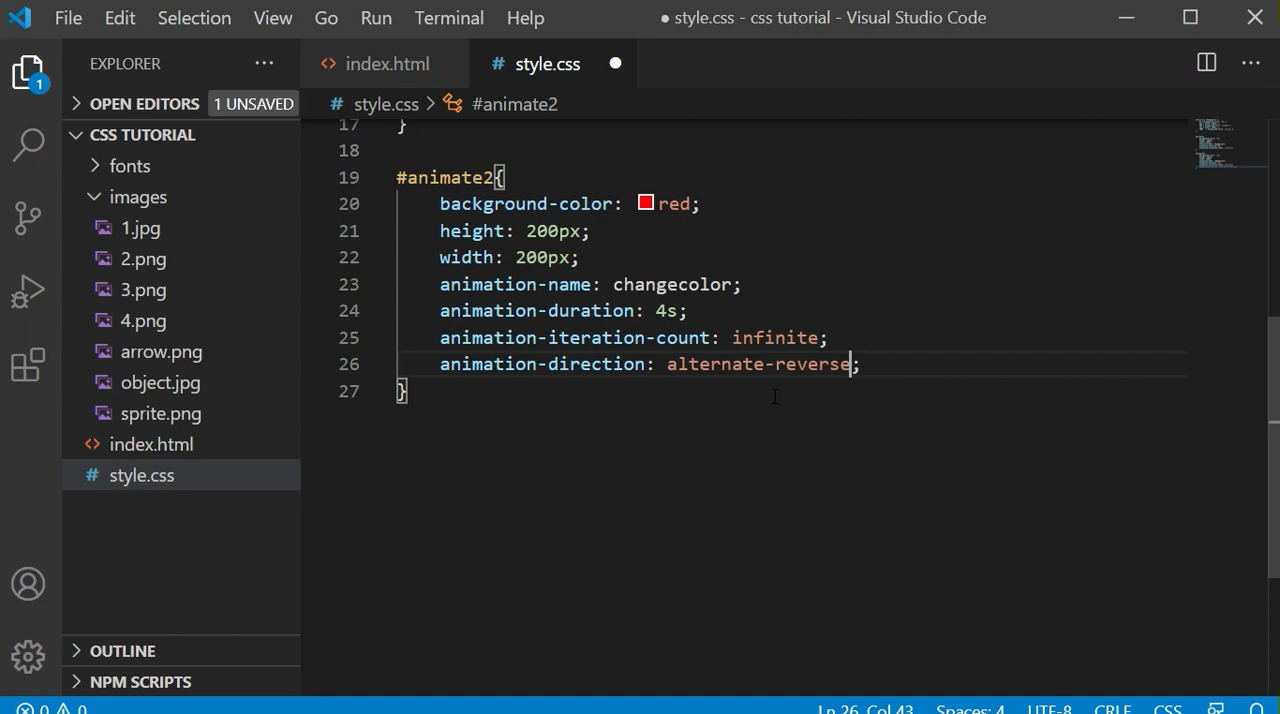 File Edit Selection View Go Run Terminal Help ● style.css - css tutorial - Visual Studio Code
EXPLORER ···
index.html
# style.css
OPEN EDITORS 1 UNSAVED
# style.css > #animate2
CSS TUTORIAL
fonts
images
1.jpg
2.png
3.png
4.png
arrow.png
object.jpg
sprite.png
index.html
# style.css
OUTLINE
NPM SCRIPTS
1
17 }
18
19 #animate2{
20 background-color: red;
21 height: 200px;
22 width: 200px;
23 animation-name: changecolor;
24 animation-duration: 4s;
25 animation-iteration-count: infinite;
26 animation-direction: alternate-reverse;
27 }
0 0 Ln 26, Col 43 Spaces: 4 UTF-8 CRLF CSS